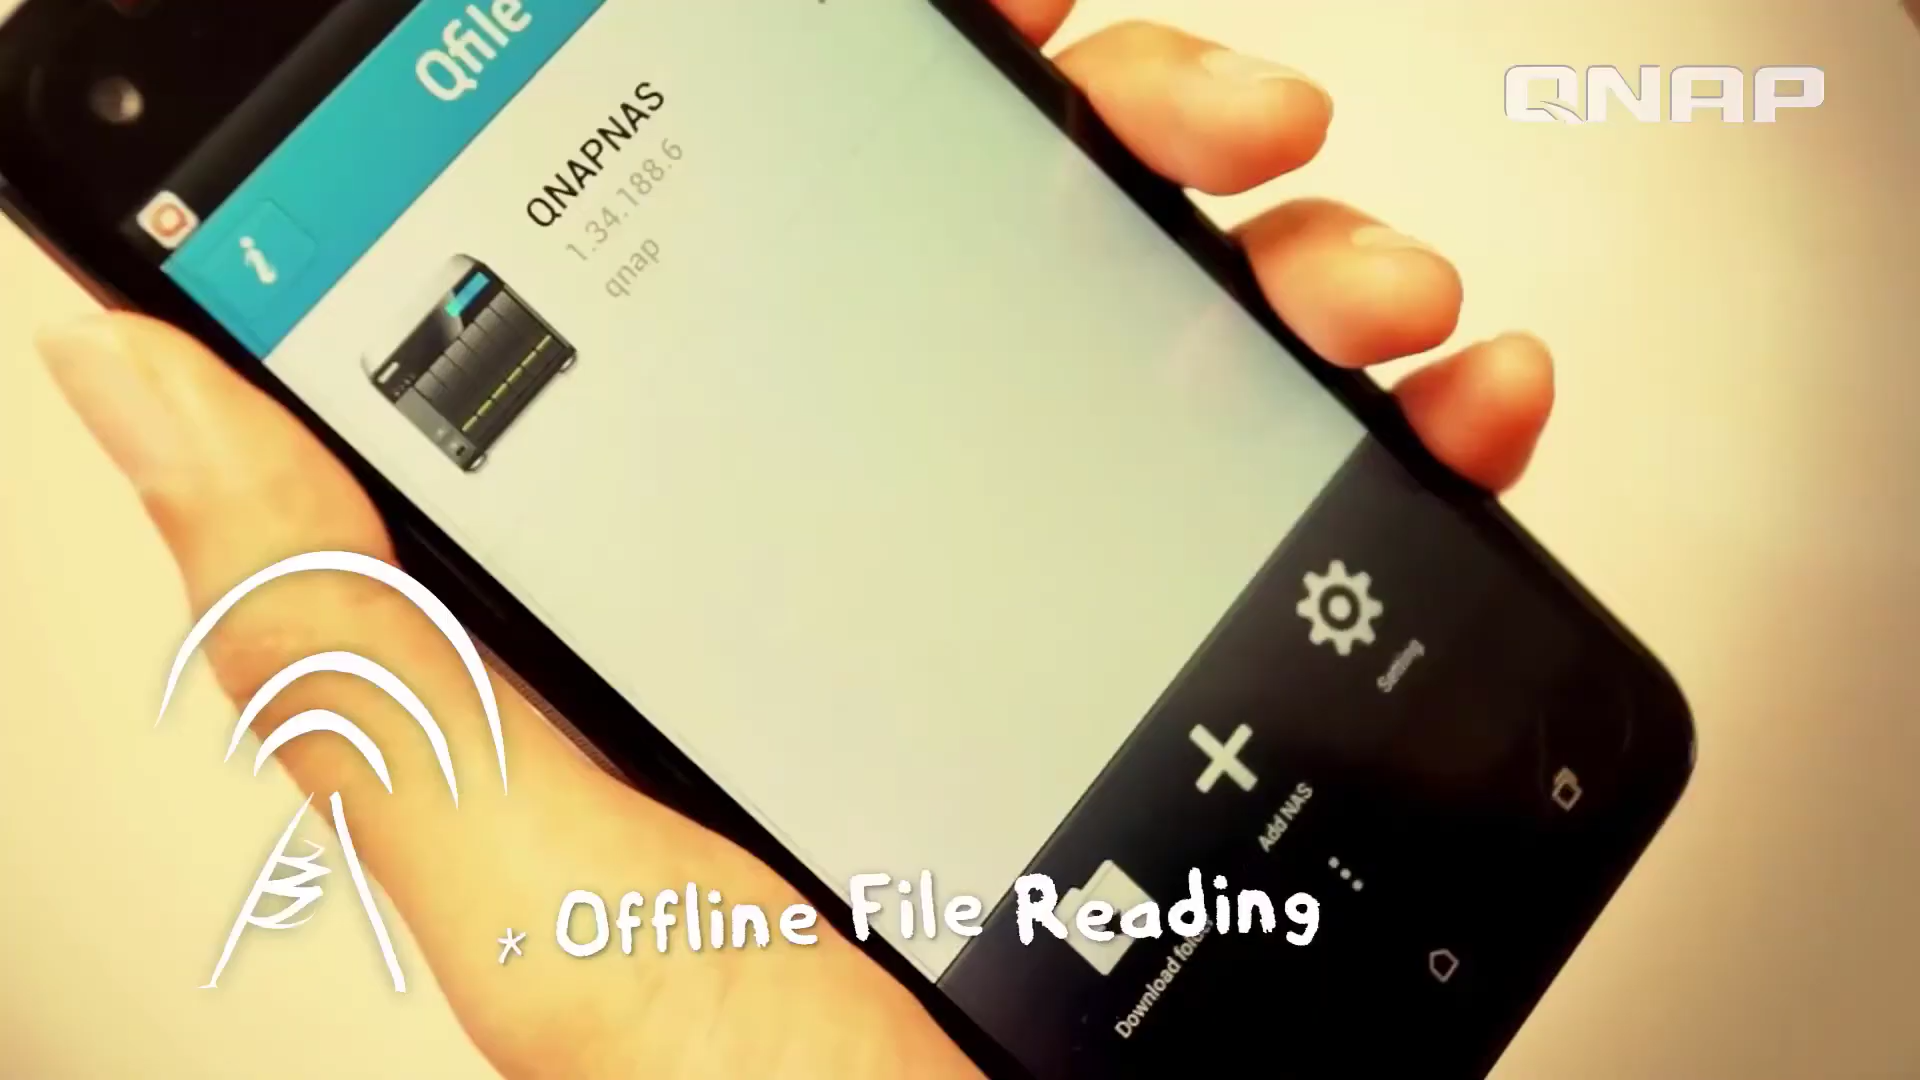 Qfile
QNAP
QNAPNAS
1.34.188.6
qnap
i
Setting
Add NAS
Download folder
* Offline File Reading